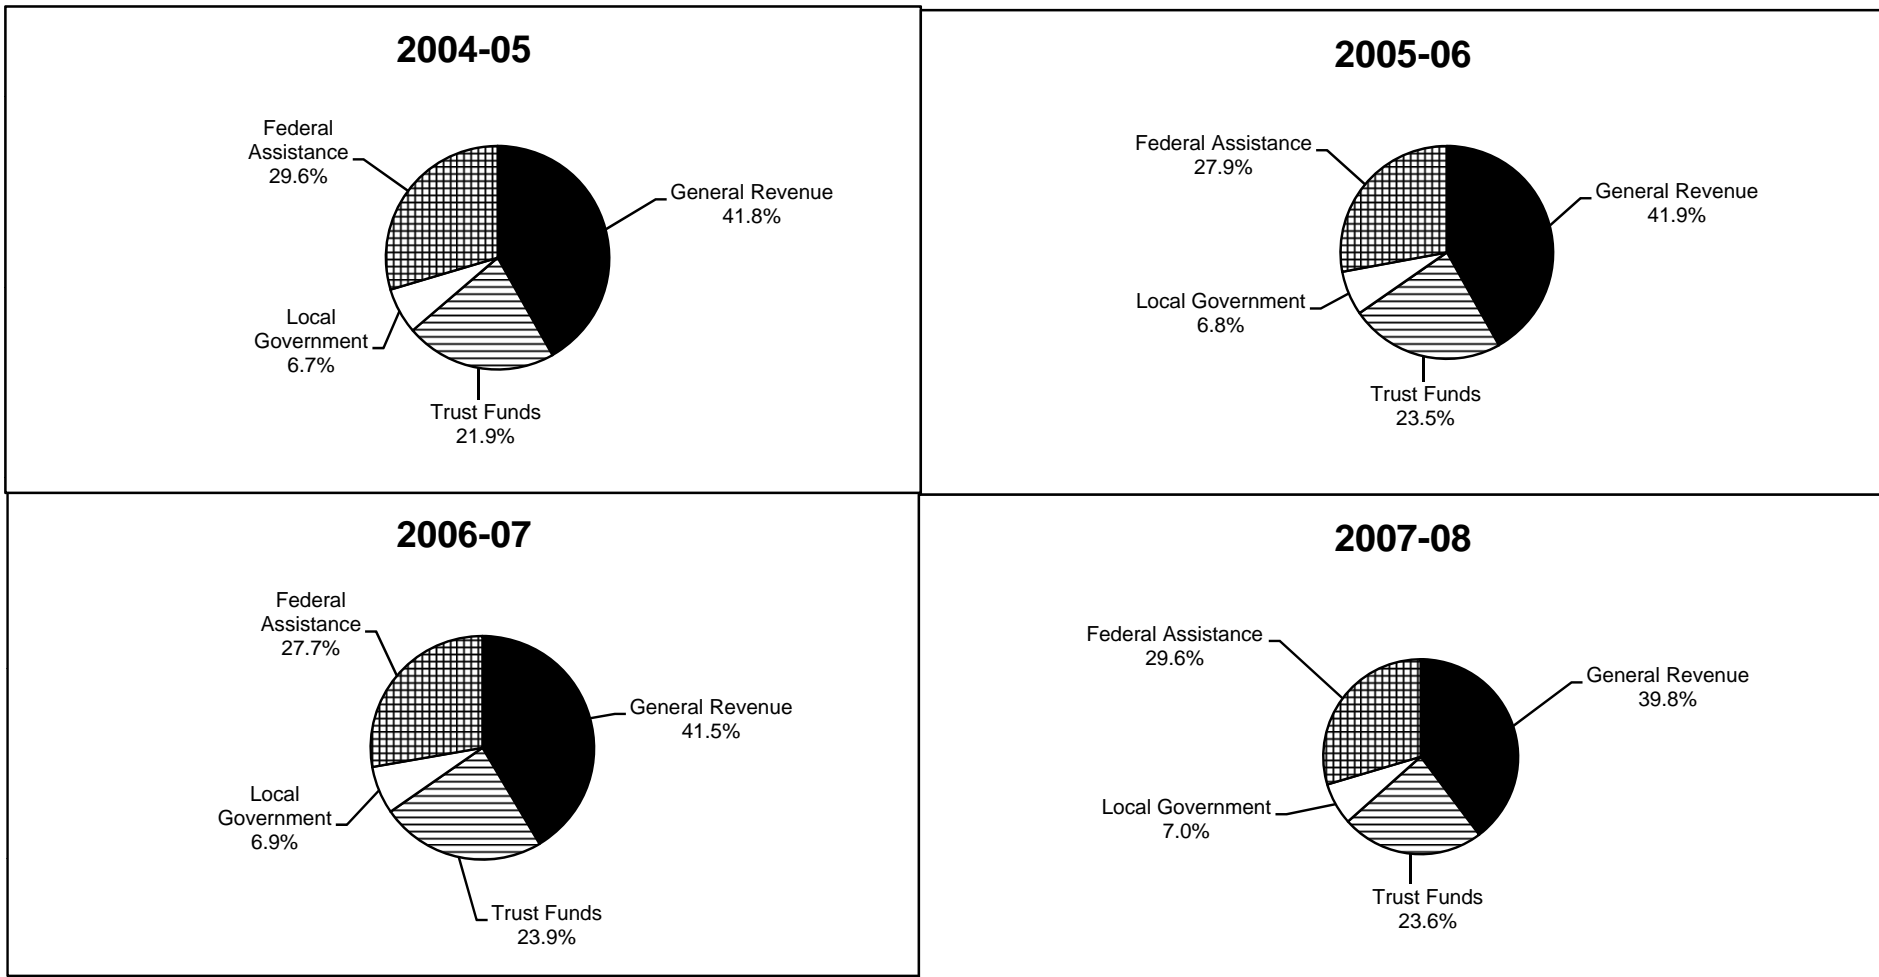 2004-05
Federal
Assistance
29.6%
General Revenue
41.8%
Local
Government
6.7%
Trust Funds
21.9%
2005-06
Federal Assistance
27.9%
General Revenue
41.9%
Local Government
6.8%
Trust Funds
23.5%
2006-07
Federal
Assistance
27.7%
General Revenue
41.5%
Local
Government
6.9%
Trust Funds
23.9%
2007-08
Federal Assistance
29.6%
General Revenue
39.8%
Local Government
7.0%
Trust Funds
23.6%